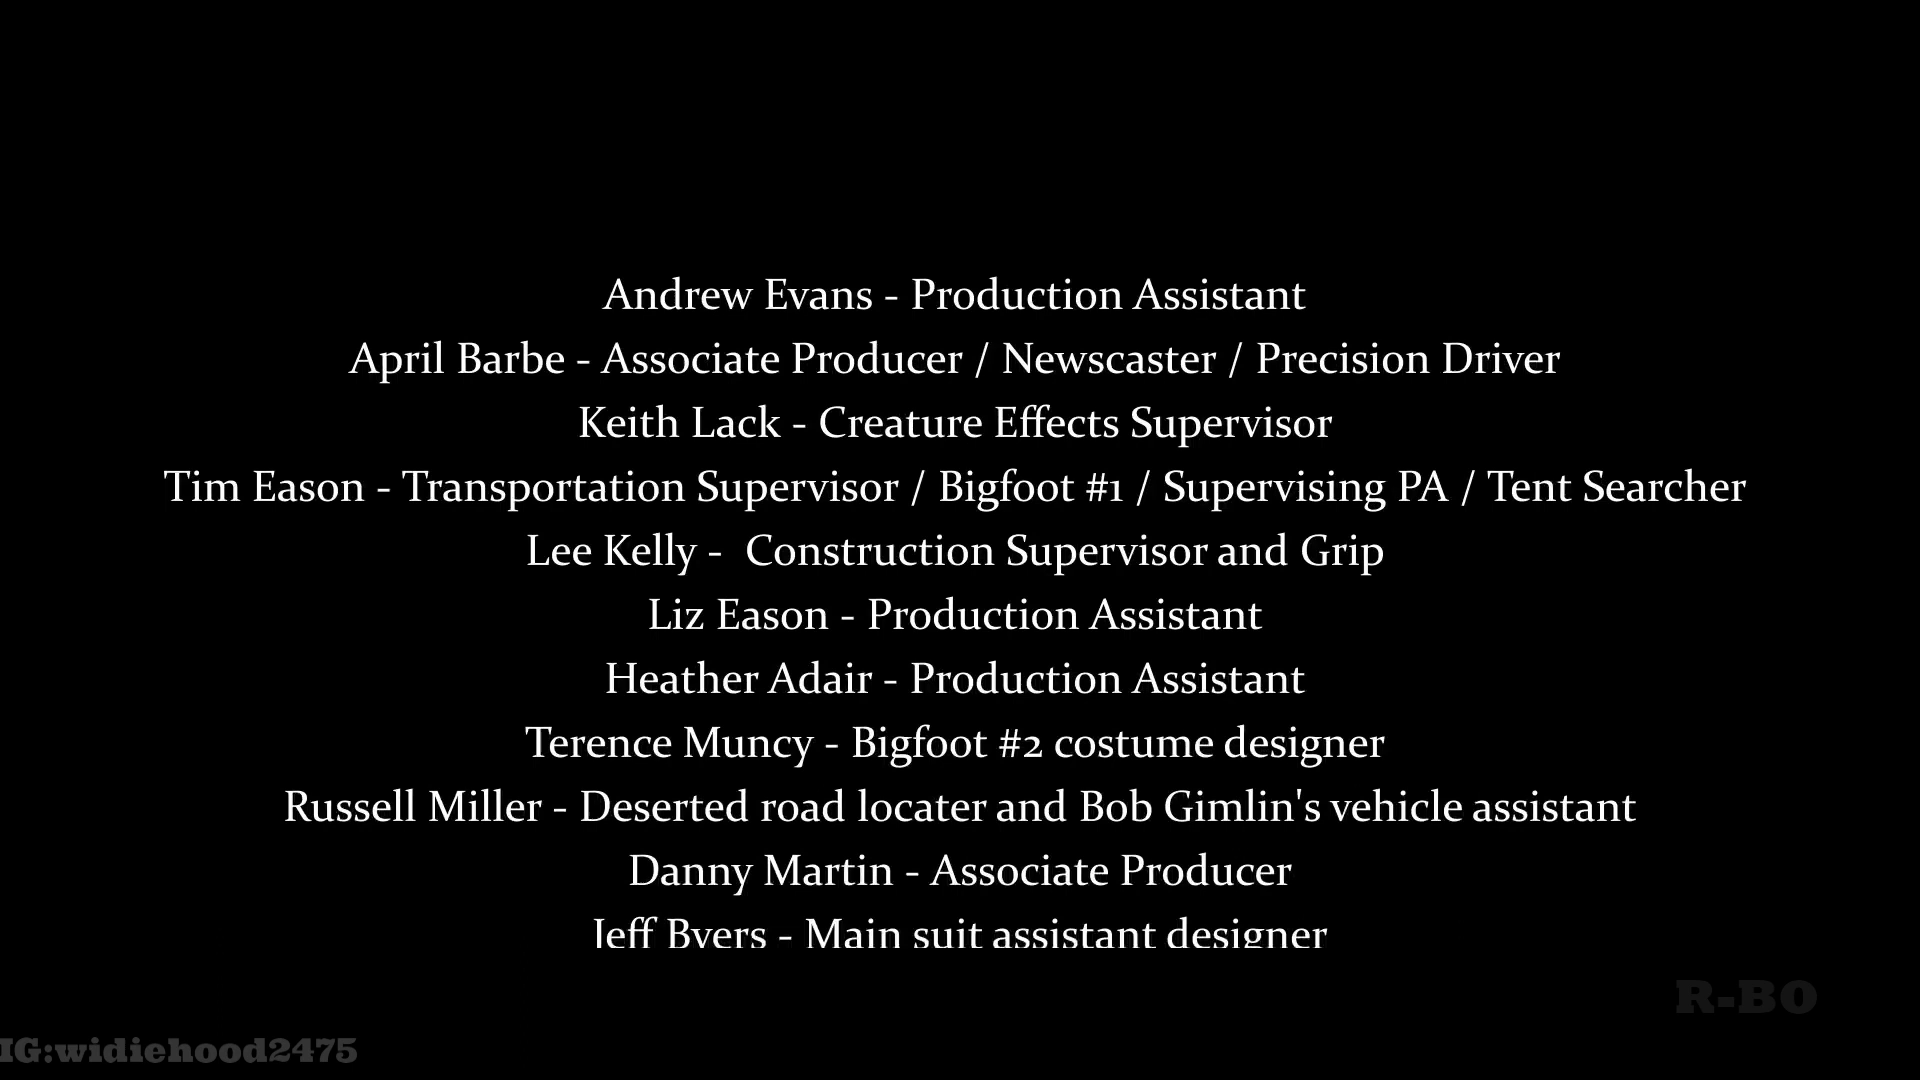 Andrew Evans - Production Assistant
April Barbe - Associate Producer / Newscaster / Precision Driver
Keith Lack - Creature Effects Supervisor
Tim Eason - Transportation Supervisor / Bigfoot #1 / Supervising PA / Tent Searcher
Lee Kelly -  Construction Supervisor and Grip
Liz Eason - Production Assistant
Heather Adair - Production Assistant
Terence Muncy - Bigfoot #2 costume designer
Russell Miller - Deserted road locater and Bob Gimlin's vehicle assistant
Danny Martin - Associate Producer
Jeff Byers - Main suit assistant designer
R-BO
IG:widiehood2475